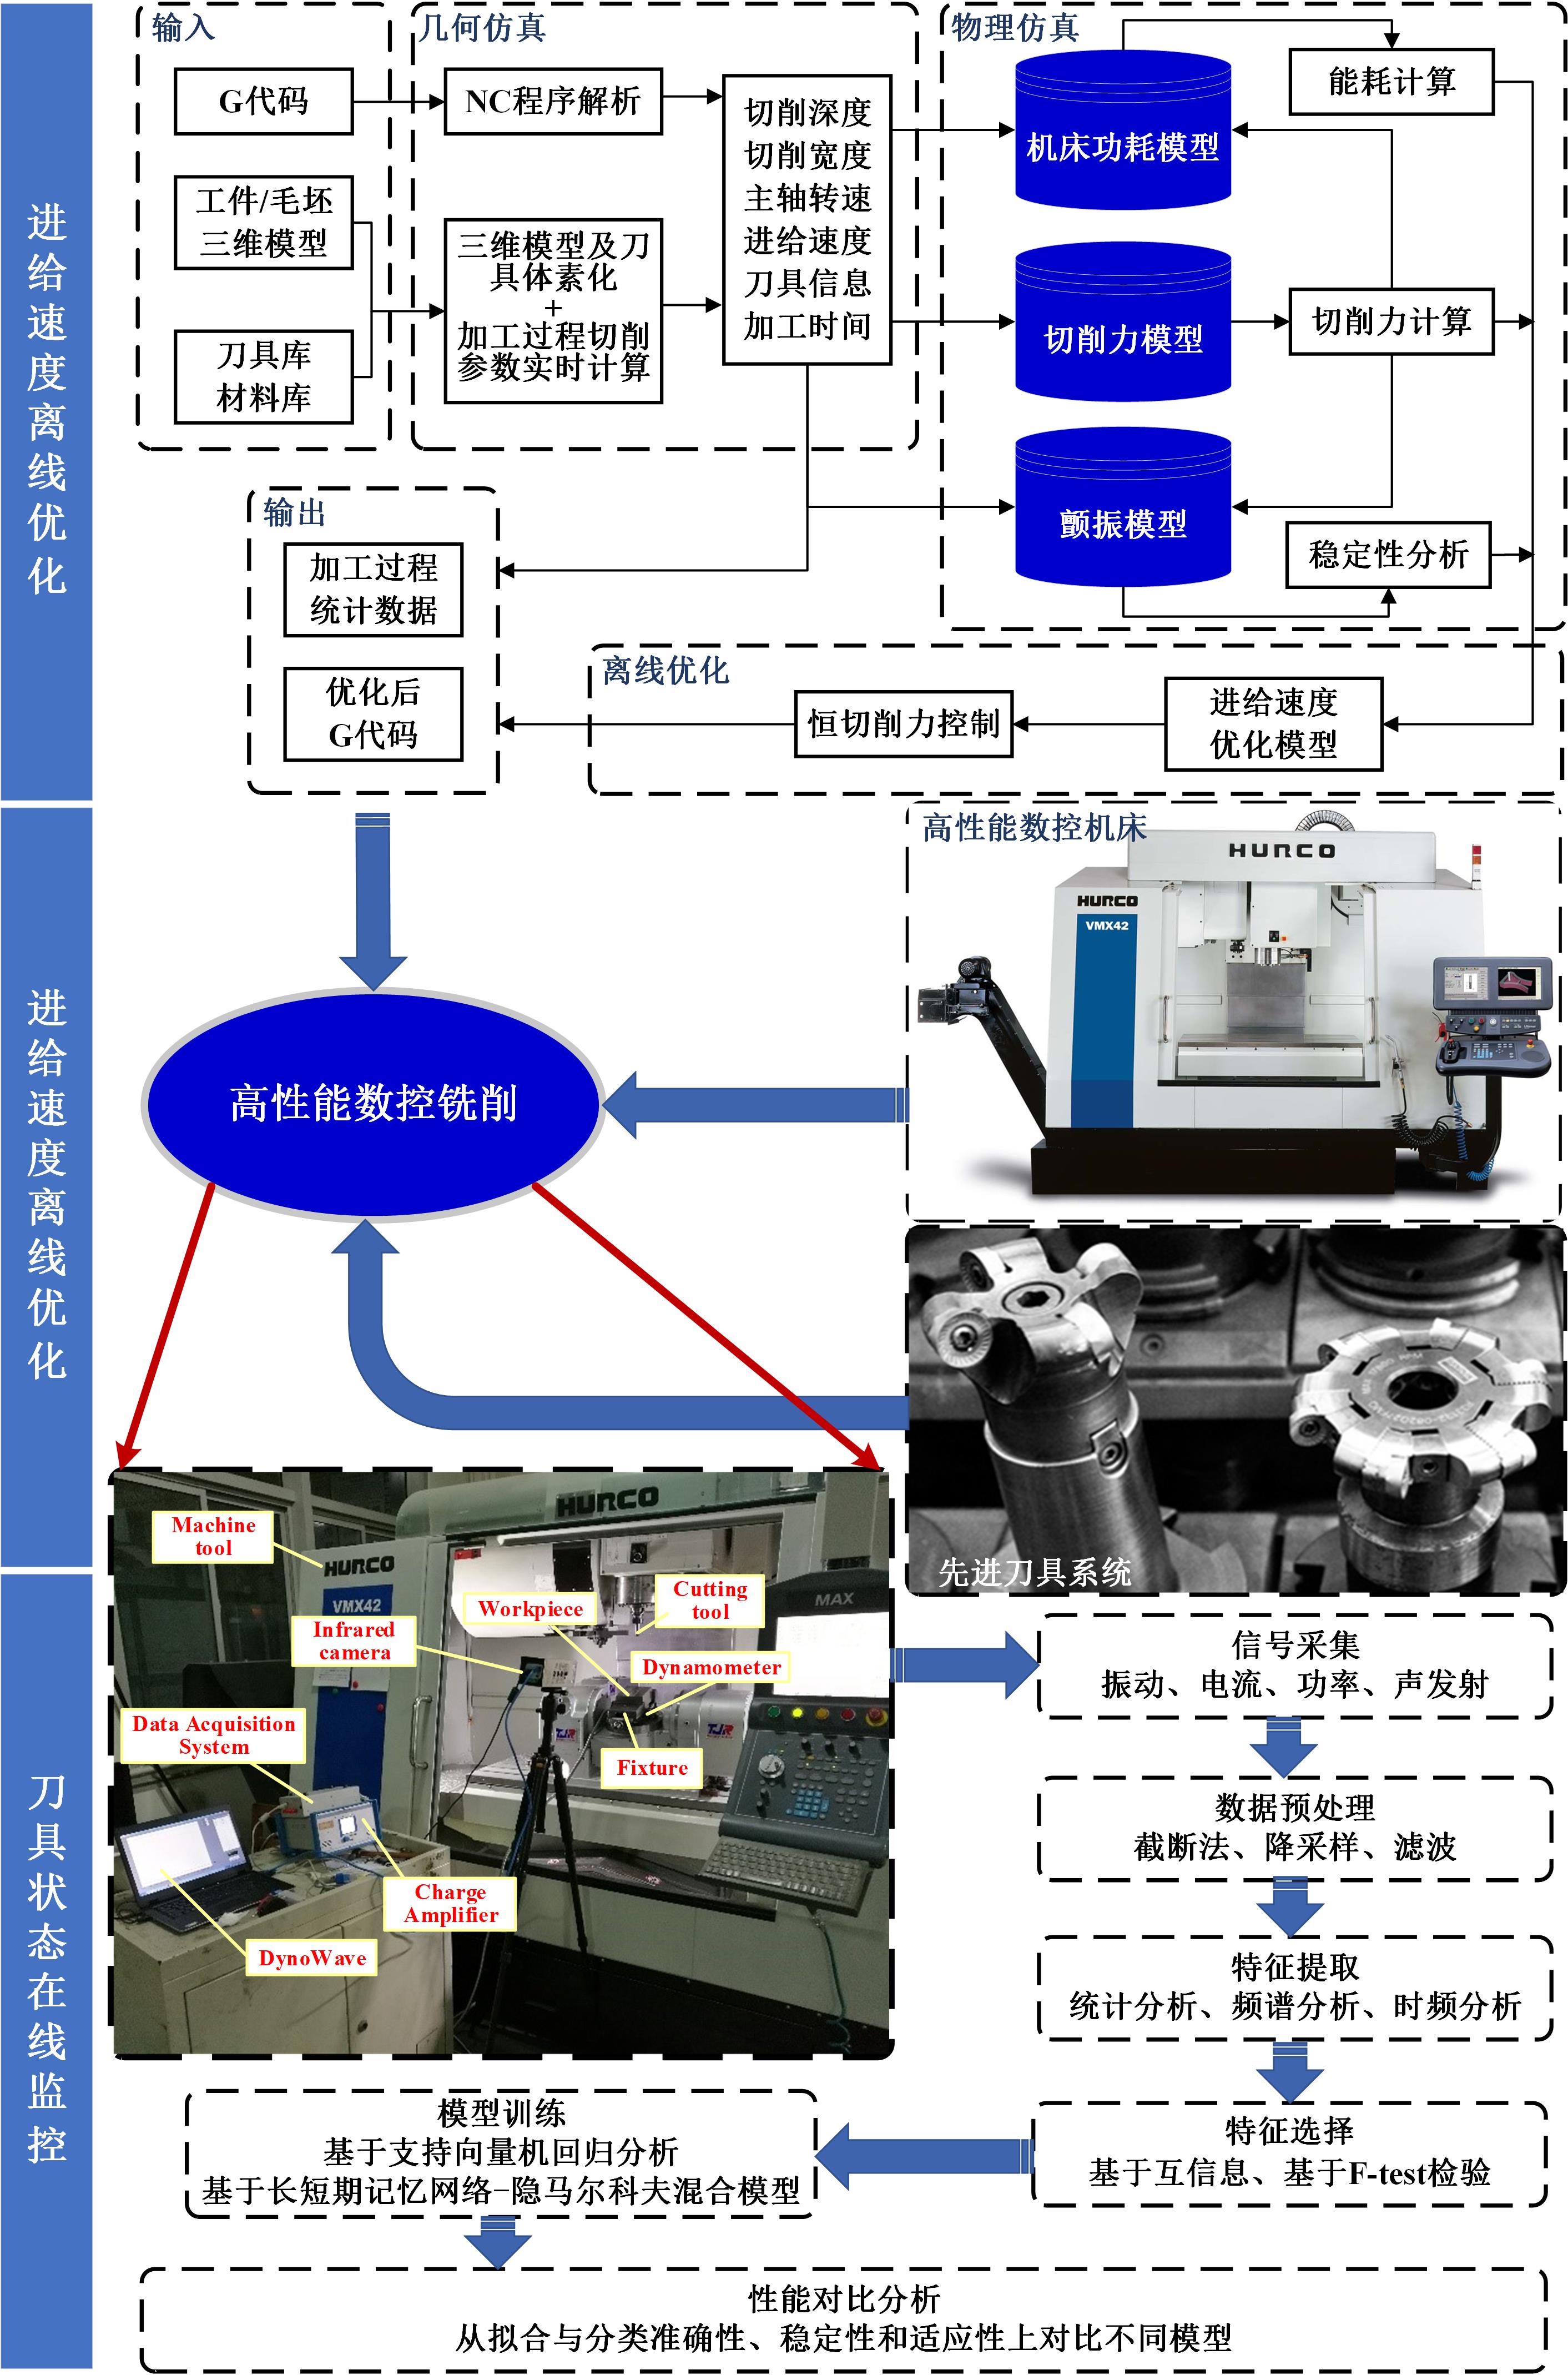 进给速度离线优化
输入
G代码
工件/毛坯
三维模型
刀具库
材料库
几何仿真
NC程序解析
三维模型及刀
具体素化
+
加工过程切削
参数实时计算
切削深度
切削宽度
主轴转速
进给速度
刀具信息
加工时间
物理仿真
机床功耗模型
切削力模型
颤振模型
能耗计算
切削力计算
稳定性分析
输出
加工过程
统计数据
优化后
G代码
离线优化
恒切削力控制
进给速度
优化模型
进给速度离线优化
高性能数控机床
HURCO
HURCO
VMX42
高性能数控铣削
先进刀具系统
刀具状态在线监控
HURCO
Machine
tool
HURCO
VMX42
Infrared
camera
Workpiece
Cutting
tool
MAX
Dynamometer
Data Acquisition
System
TJR
TJR
Fixture
Charge
Amplifier
DynoWave
信号采集
振动、电流、功率、声发射
数据预处理
截断法、降采样、滤波
特征提取
统计分析、频谱分析、时频分析
特征选择
基于互信息、基于F-test检验
模型训练
基于支持向量机回归分析
基于长短期记忆网络-隐马尔科夫混合模型
性能对比分析
从拟合与分类准确性、稳定性和适应性上对比不同模型